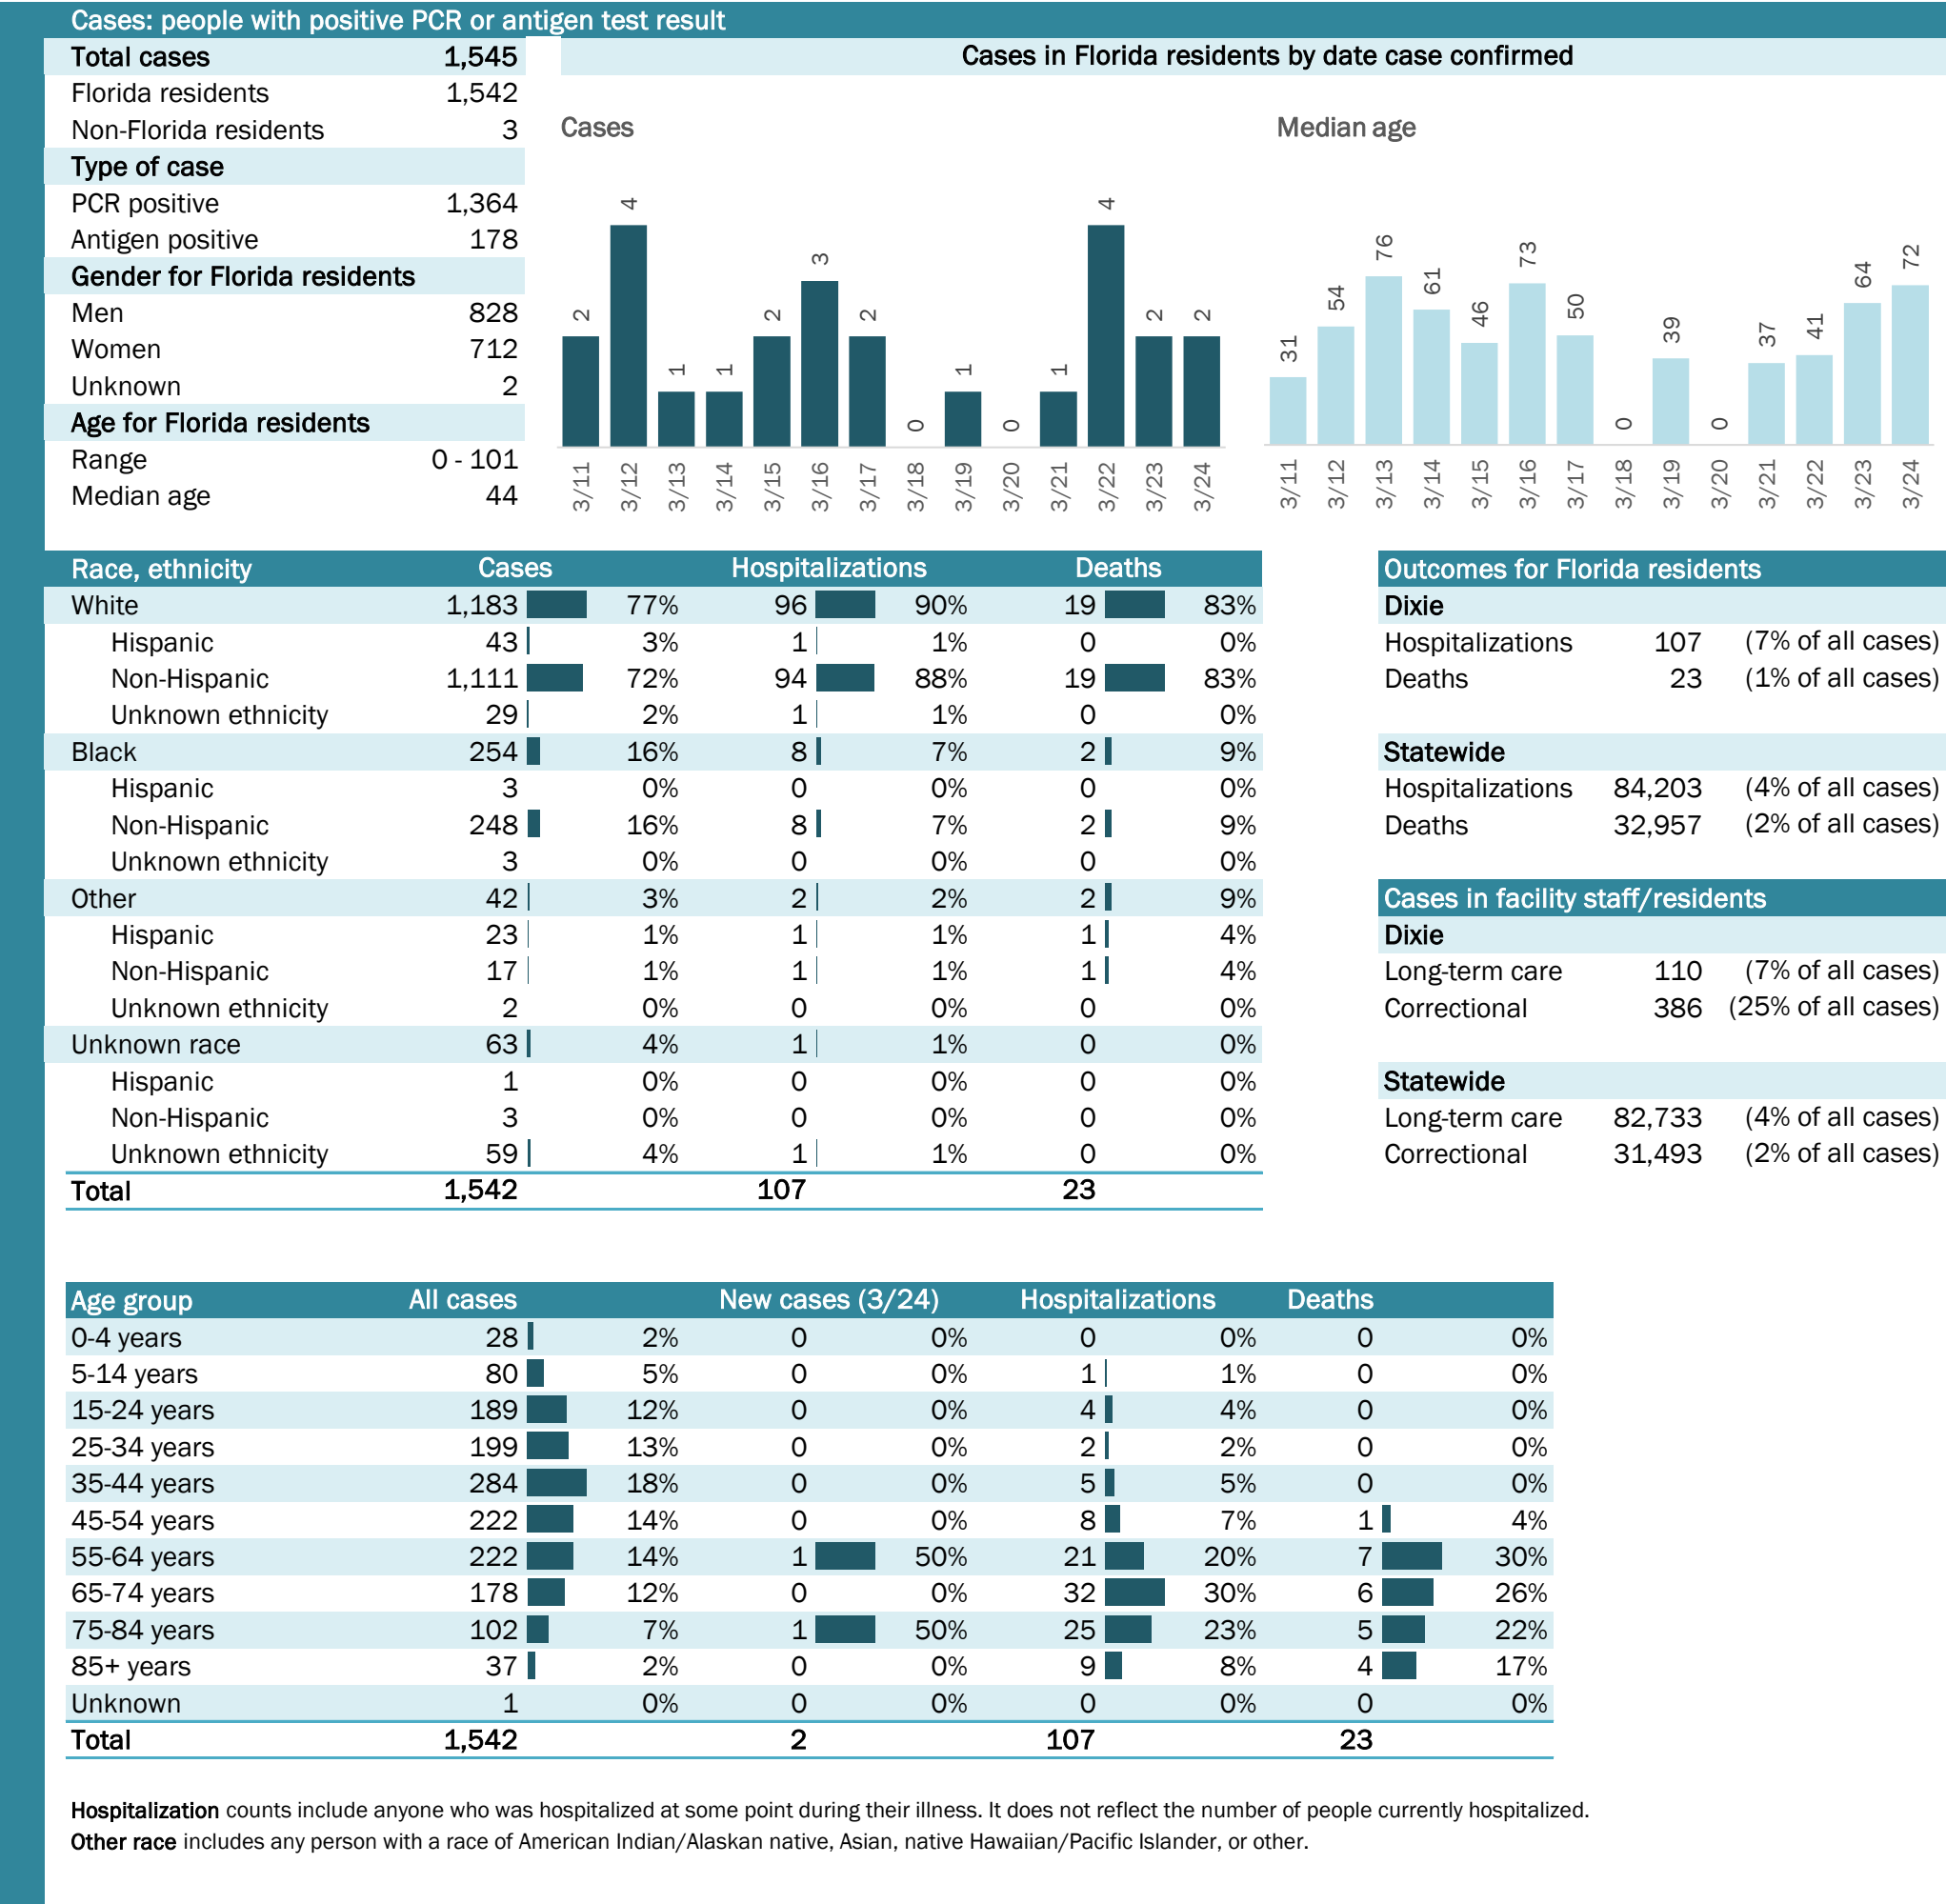 Cases: people with positive PCR or antigen test result
Total cases 1,545
Florida residents 1,542
Non-Florida residents 3
Type of case
PCR positive 1,364
Antigen positive 178
Gender for Florida residents
Men 828
Women 712
Unknown 2
Age for Florida residents
Range 0 - 101
Median age 44
Cases in Florida residents by date case confirmed
Cases
2 4 1 1 2 3 2 0 1 0 1 4 2 2
3/11 3/12 3/13 3/14 3/15 3/16 3/17 3/18 3/19 3/20 3/21 3/22 3/23 3/24
Median age
31 54 76 61 46 73 50 0 39 0 37 41 64 72
3/11 3/12 3/13 3/14 3/15 3/16 3/17 3/18 3/19 3/20 3/21 3/22 3/23 3/24
Race, ethnicity Cases Hospitalizations Deaths
White 1,183 77% 96 90% 19 83%
Hispanic 43 3% 1 1% 0 0%
Non-Hispanic 1,111 72% 94 88% 19 83%
Unknown ethnicity 29 2% 1 1% 0 0%
Black 254 16% 8 7% 2 9%
Hispanic 3 0% 0 0% 0 0%
Non-Hispanic 248 16% 8 7% 2 9%
Unknown ethnicity 3 0% 0 0% 0 0%
Other 42 3% 2 2% 2 9%
Hispanic 23 1% 1 1% 1 4%
Non-Hispanic 17 1% 1 1% 1 4%
Unknown ethnicity 2 0% 0 0% 0 0%
Unknown race 63 4% 1 1% 0 0%
Hispanic 1 0% 0 0% 0 0%
Non-Hispanic 3 0% 0 0% 0 0%
Unknown ethnicity 59 4% 1 1% 0 0%
Total 1,542 107 23
Outcomes for Florida residents
Dixie
Hospitalizations 107 (7% of all cases)
Deaths 23 (1% of all cases)
Statewide
Hospitalizations 84,203 (4% of all cases)
Deaths 32,957 (2% of all cases)
Cases in facility staff/residents
Dixie
Long-term care 110 (7% of all cases)
Correctional 386 (25% of all cases)
Statewide
Long-term care 82,733 (4% of all cases)
Correctional 31,493 (2% of all cases)
Age group All cases New cases (3/24) Hospitalizations Deaths
0-4 years 28 2% 0 0% 0 0% 0 0%
5-14 years 80 5% 0 0% 1 1% 0 0%
15-24 years 189 12% 0 0% 4 4% 0 0%
25-34 years 199 13% 0 0% 2 2% 0 0%
35-44 years 284 18% 0 0% 5 5% 0 0%
45-54 years 222 14% 0 0% 8 7% 1 4%
55-64 years 222 14% 1 50% 21 20% 7 30%
65-74 years 178 12% 0 0% 32 30% 6 26%
75-84 years 102 7% 1 50% 25 23% 5 22%
85+ years 37 2% 0 0% 9 8% 4 17%
Unknown 1 0% 0 0% 0 0% 0 0%
Total 1,542 2 107 23
Hospitalization counts include anyone who was hospitalized at some point during their illness. It does not reflect the number of people currently hospitalized.
Other race includes any person with a race of American Indian/Alaskan native, Asian, native Hawaiian/Pacific Islander, or other.